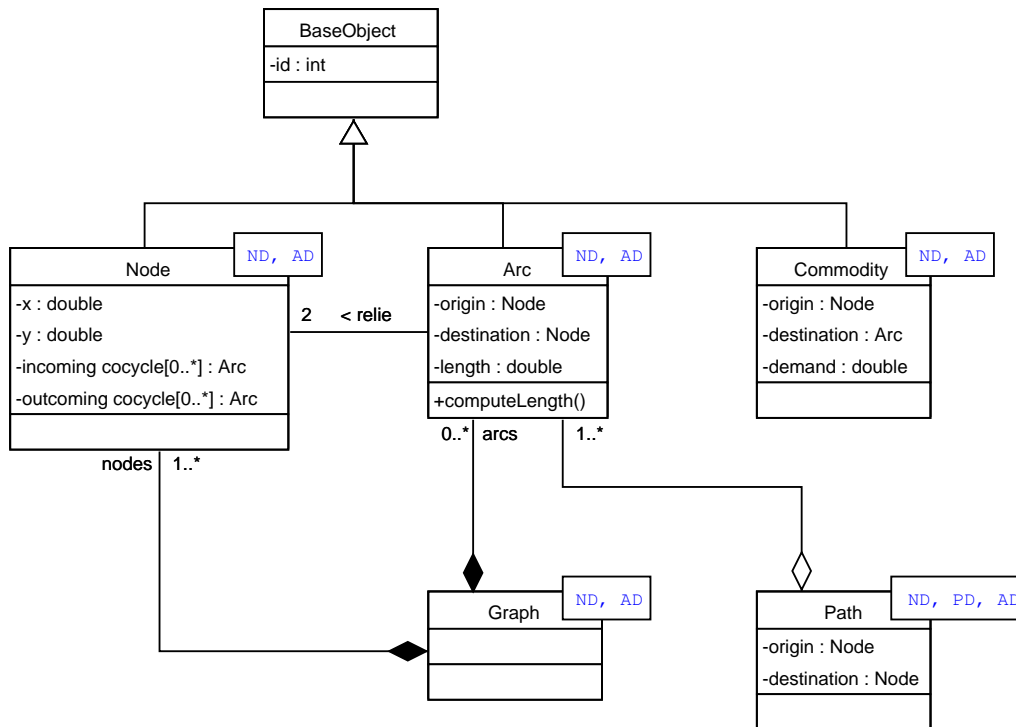 BaseObject
-id : int
Node
ND, AD
-x : double
-y : double
-incoming cocycle[0..*] : Arc
-outcoming cocycle[0..*] : Arc
2 < relie
Arc
ND, AD
-origin : Node
-destination : Node
-length : double
+computeLength()
Commodity
ND, AD
-origin : Node
-destination : Arc
-demand : double
nodes 1..*
0..* arcs
1..*
Graph
ND, AD
Path
ND, PD, AD
-origin : Node
-destination : Node